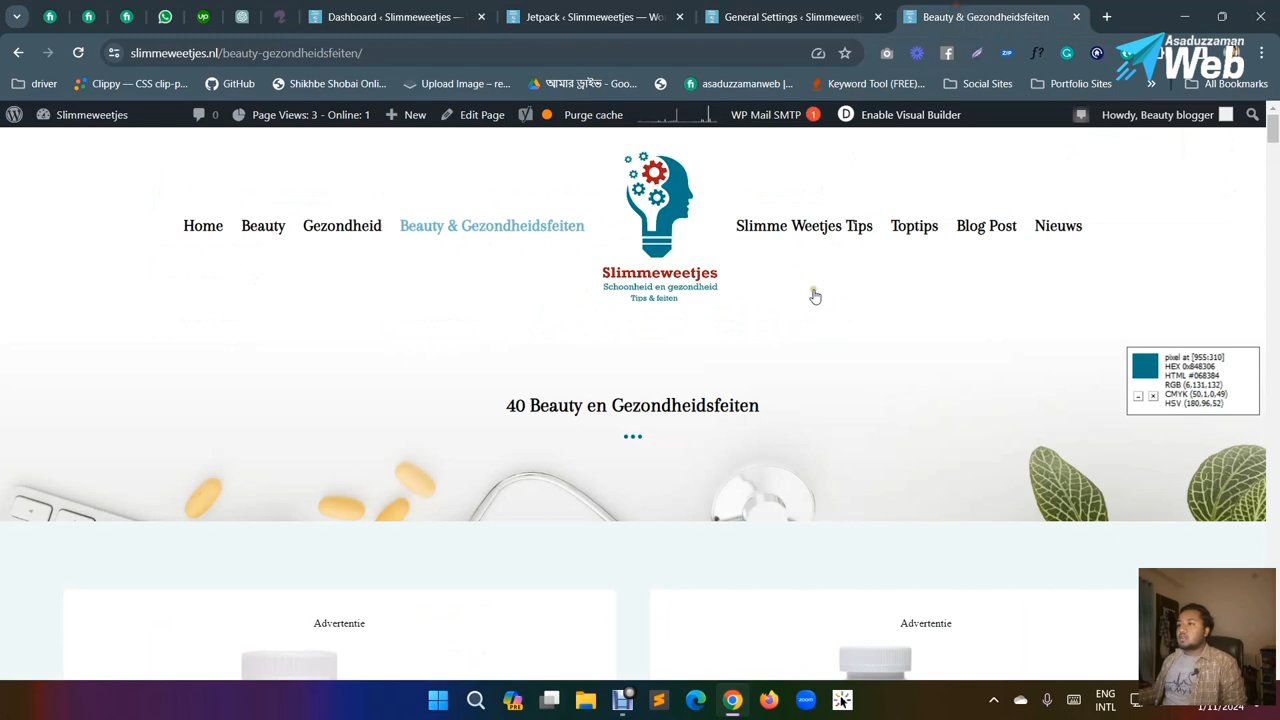 Dashboard ‹ Slimmeweetjes —
Jetpack ‹ Slimmeweetjes — Wo
General Settings ‹ Slimmeweetj
Beauty & Gezondheidsfeiten
Asaduzzaman
Web
slimmeweetjes.nl/beauty-gezondheidsfeiten/
driver
Clippy — CSS clip-p...
GitHub
Shikhbe Shobai Onli...
Upload Image
আমার ড্রাইভ - Goo...
asaduzzamanweb |...
Keyword Tool (FREE)...
Social Sites
Portfolio Sites
All Bookmarks
Slimmeweetjes
0
Page Views: 3 - Online: 1
New
Edit Page
Purge cache
WP Mail SMTP 1
Enable Visual Builder
Howdy, Beauty blogger
Home
Beauty
Gezondheid
Beauty & Gezondheidsfeiten
Slimmeweetjes
Schoonheid en gezondheid
Tips & feiten
Slimme Weetjes Tips
Toptips
Blog Post
Nieuws
pixel at [955:310]
HEX 0x848306
HTML #068384
RGB (6,131,132)
CMYK (50,1,0,49)
HSV (180,96,52)
40 Beauty en Gezondheidsfeiten
Advertentie
Advertentie
ENG
INTL
1/11/2024